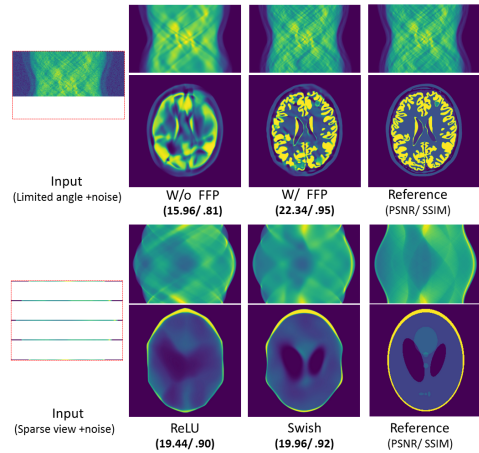 Input
(Limited angle +noise)
W/o FFP
(15.96/ .81)
W/ FFP
(22.34/ .95)
Reference
(PSNR/ SSIM)
Input
(Sparse view +noise)
ReLU
(19.44/ .90)
Swish
(19.96/ .92)
Reference
(PSNR/ SSIM)